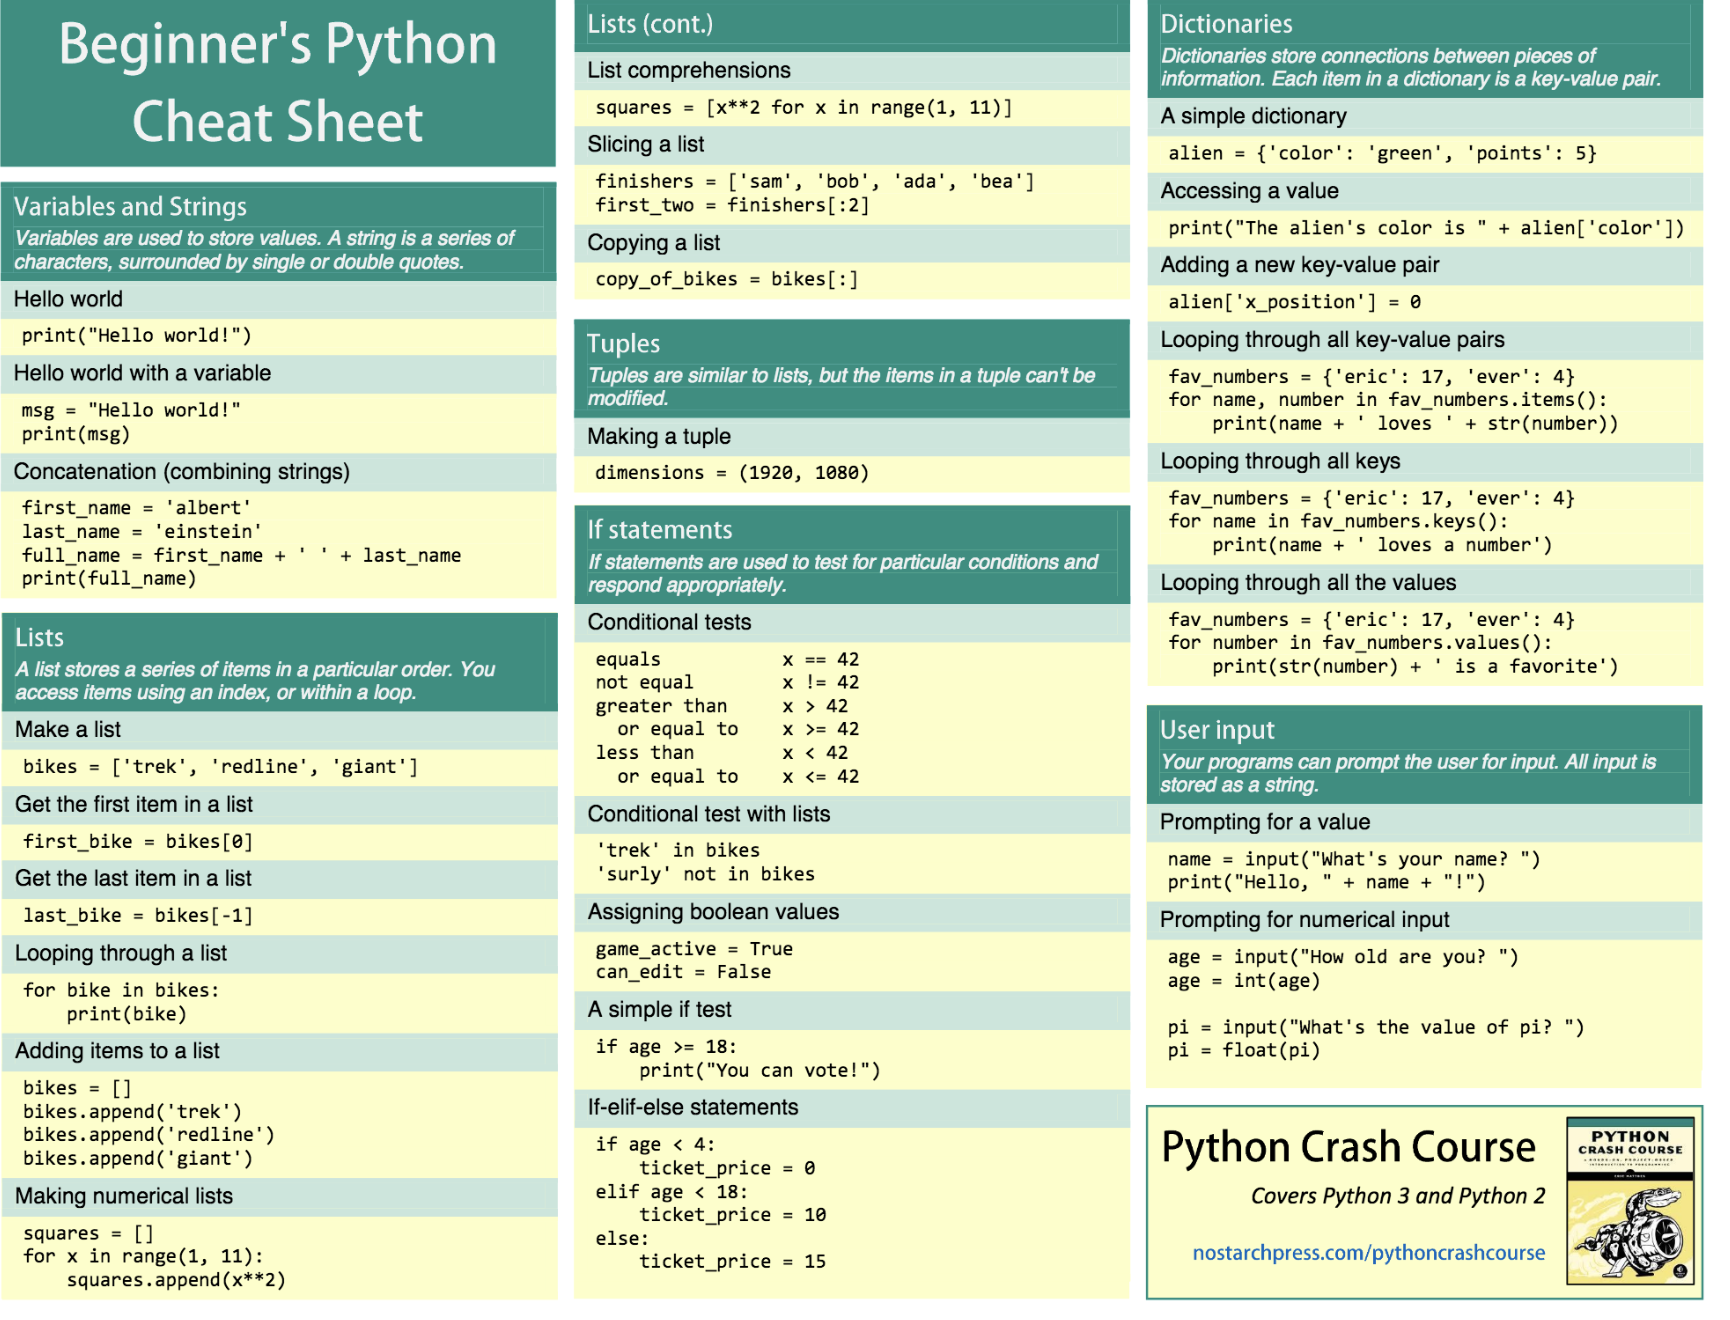 Beginner's Python
Cheat Sheet
Variables and Strings
Variables are used to store values. A string is a series of
characters, surrounded by single or double quotes.
Hello world
print("Hello world!")
Hello world with a variable
msg = "Hello world!"
print(msg)
Concatenation (combining strings)
first_name = 'albert'
last_name = 'einstein'
full_name = first_name + ' ' + last_name
print(full_name)
Lists
A list stores a series of items in a particular order. You
access items using an index, or within a loop.
Make a list
bikes = ['trek', 'redline', 'giant']
Get the first item in a list
first_bike = bikes[0]
Get the last item in a list
last_bike = bikes[-1]
Looping through a list
for bike in bikes:
    print(bike)
Adding items to a list
bikes = []
bikes.append('trek')
bikes.append('redline')
bikes.append('giant')
Making numerical lists
squares = []
for x in range(1, 11):
    squares.append(x**2)
Lists (cont.)
List comprehensions
squares = [x**2 for x in range(1, 11)]
Slicing a list
finishers = ['sam', 'bob', 'ada', 'bea']
first_two = finishers[:2]
Copying a list
copy_of_bikes = bikes[:]
Tuples
Tuples are similar to lists, but the items in a tuple can't be
modified.
Making a tuple
dimensions = (1920, 1080)
If statements
If statements are used to test for particular conditions and
respond appropriately.
Conditional tests
equals x == 42
not equal x != 42
greater than x > 42
  or equal to x >= 42
less than x < 42
  or equal to x <= 42
Conditional test with lists
'trek' in bikes
'surly' not in bikes
Assigning boolean values
game_active = True
can_edit = False
A simple if test
if age >= 18:
    print("You can vote!")
If-elif-else statements
if age < 4:
    ticket_price = 0
elif age < 18:
    ticket_price = 10
else:
    ticket_price = 15
Dictionaries
Dictionaries store connections between pieces of
information. Each item in a dictionary is a key-value pair.
A simple dictionary
alien = {'color': 'green', 'points': 5}
Accessing a value
print("The alien's color is " + alien['color'])
Adding a new key-value pair
alien['x_position'] = 0
Looping through all key-value pairs
fav_numbers = {'eric': 17, 'ever': 4}
for name, number in fav_numbers.items():
    print(name + ' loves ' + str(number))
Looping through all keys
fav_numbers = {'eric': 17, 'ever': 4}
for name in fav_numbers.keys():
    print(name + ' loves a number')
Looping through all the values
fav_numbers = {'eric': 17, 'ever': 4}
for number in fav_numbers.values():
    print(str(number) + ' is a favorite')
User input
Your programs can prompt the user for input. All input is
stored as a string.
Prompting for a value
name = input("What's your name? ")
print("Hello, " + name + "!")
Prompting for numerical input
age = input("How old are you? ")
age = int(age)
pi = input("What's the value of pi? ")
pi = float(pi)
Python Crash Course
Covers Python 3 and Python 2
nostarchpress.com/pythoncrashcourse
PYTHON
CRASH COURSE